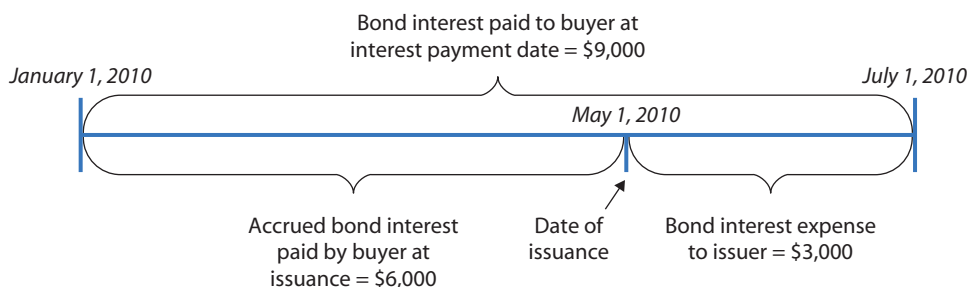 Bond interest paid to buyer at
interest payment date = $9,000
January 1, 2010
July 1, 2010
May 1, 2010
Accrued bond interest
paid by buyer at
issuance = $6,000
Date of
issuance
Bond interest expense
to issuer = $3,000